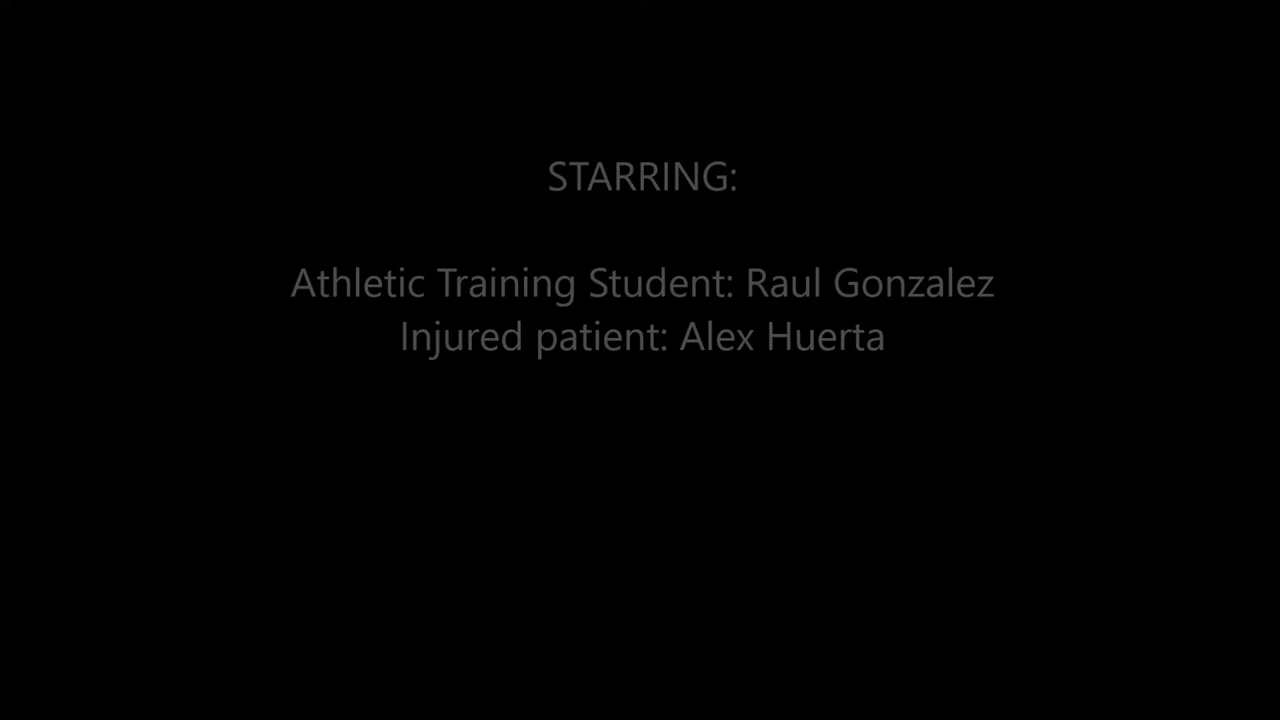 STARRING:
Athletic Training Student: Raul Gonzalez
Injured patient: Alex Huerta